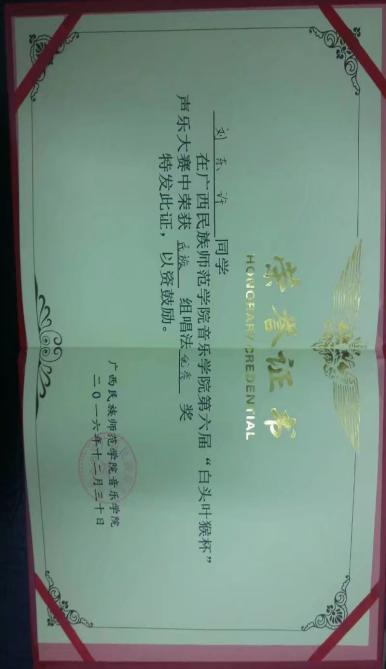 荣誉证书
HONORARY CREDENTIAL
同学
在广西民族师范学院音乐学院第六届“白头叶猴杯”
声乐大赛中荣获 组唱法 奖
特发此证，以资鼓励。
广西民族师范学院音乐学院
二０一六年十二月三十日